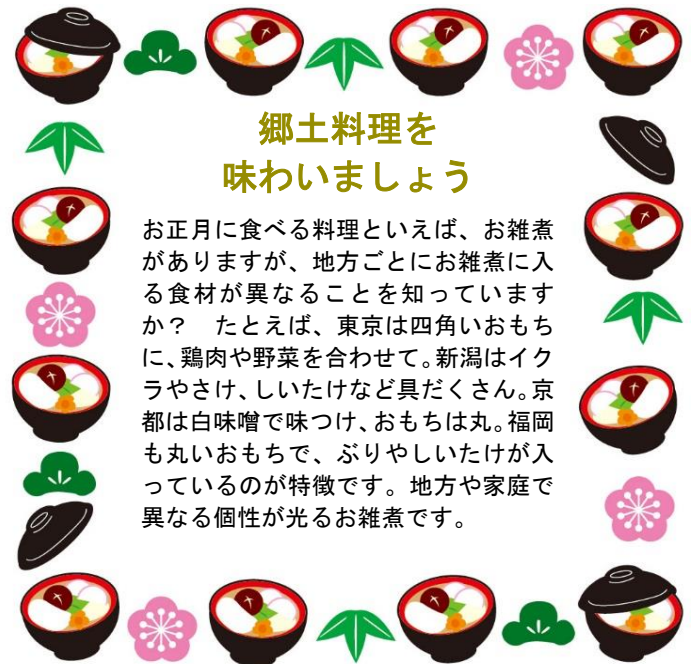 郷土料理を
味わいましょう
お正月に食べる料理といえば、お雑煮
がありますが、地方ごとにお雑煮に入
る食材が異なることを知っています
か？　たとえば、東京は四角いおもち
に、鶏肉や野菜を合わせて。新潟はイク
ラやさけ、しいたけなど具だくさん。京
都は白味噌で味つけ、おもちは丸。福岡
も丸いおもちで、ぶりやしいたけが入
っているのが特徴です。地方や家庭で
異なる個性が光るお雑煮です。